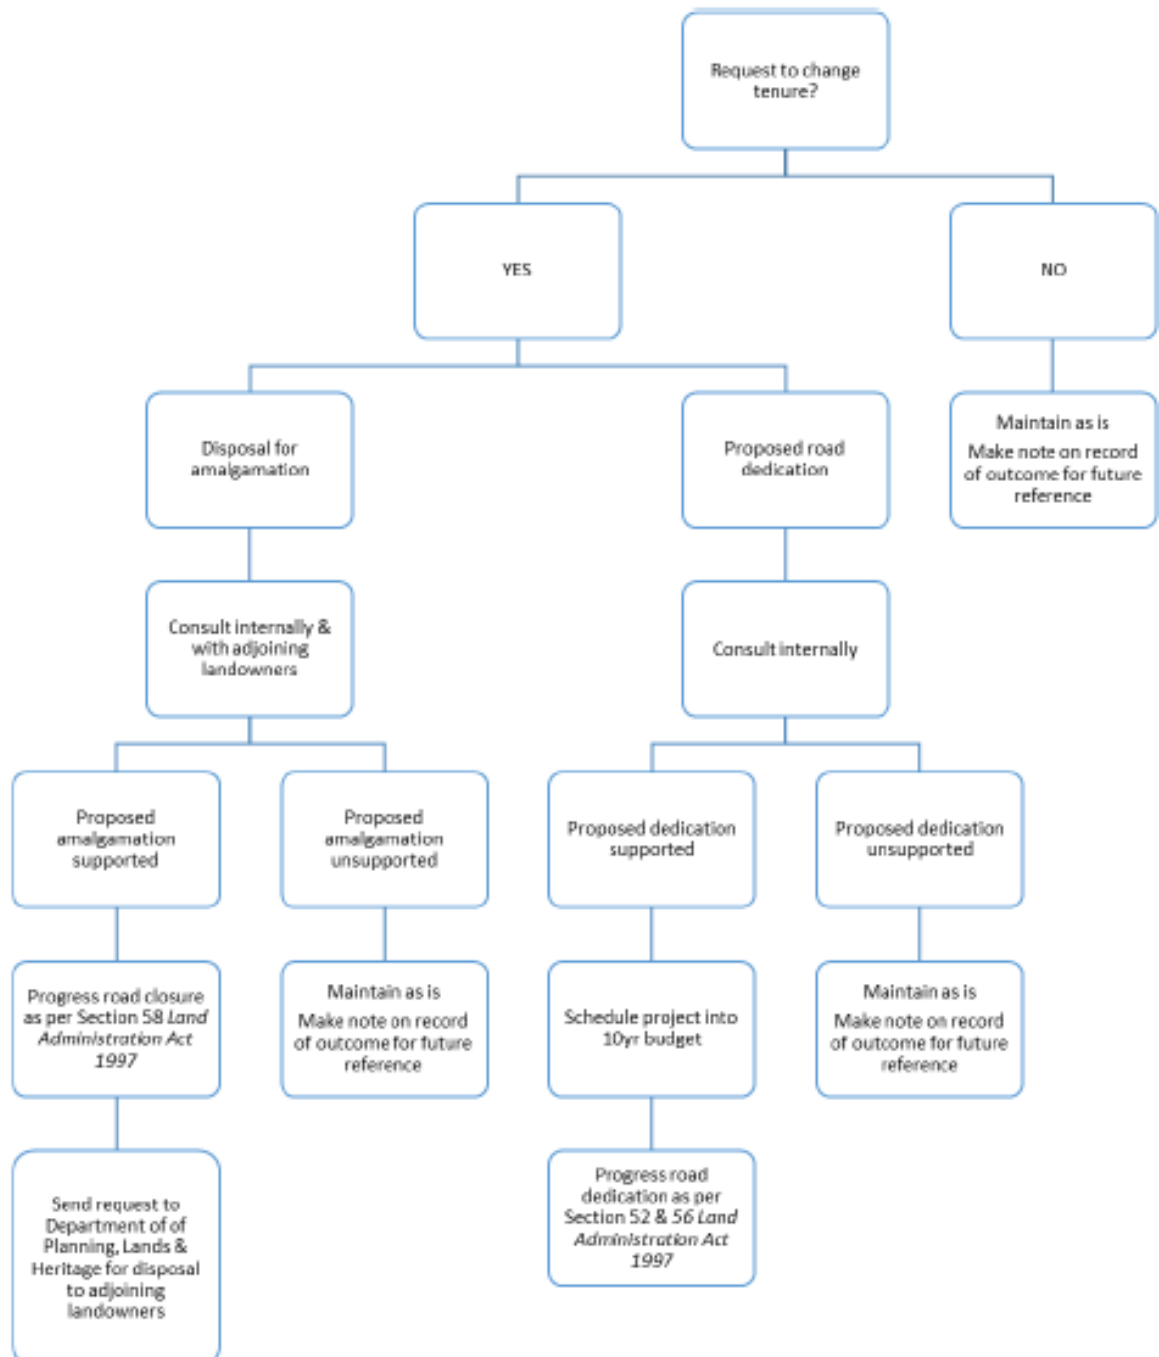 Request to change
tenure?
YES
NO
Disposal for
amalgamation
Proposed road
dedication
Maintain as is
Make note on record
of outcome for future
reference
Consult internally &
with adjoining
landowners
Consult internally
Proposed
amalgamation
supported
Proposed
amalgamation
unsupported
Proposed dedication
supported
Proposed dedication
unsupported
Progress road closure
as per Section 58 Land
Administration Act
1997
Maintain as is
Make note on record
of outcome for future
reference
Schedule project into
10yr budget
Maintain as is
Make note on record
of outcome for future
reference
Send request to
Department of of
Planning, Lands &
Heritage for disposal
to adjoining
landowners
Progress road
dedication as per
Section 52 & 56 Land
Administration Act
1997